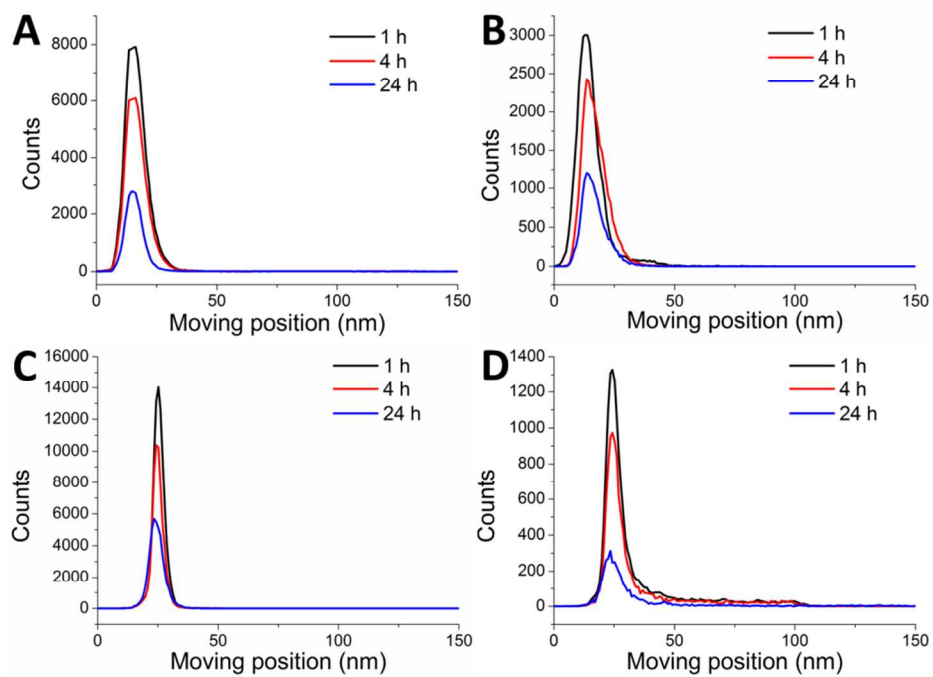 A
8000
6000
4000
2000
0
Counts
1 h
4 h
24 h
0 50 100 150
Moving position (nm)
B
3000
2500
2000
1500
1000
500
0
Counts
1 h
4 h
24 h
0 50 100 150
Moving position (nm)
C
16000
14000
12000
10000
8000
6000
4000
2000
0
Counts
1 h
4 h
24 h
0 50 100 150
Moving position (nm)
D
1400
1200
1000
800
600
400
200
0
Counts
1 h
4 h
24 h
0 50 100 150
Moving position (nm)